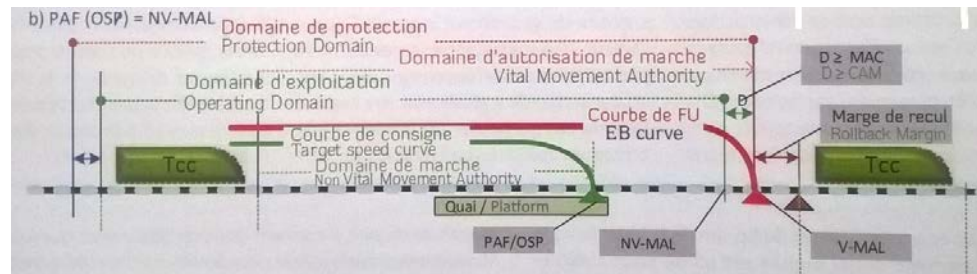 b) PAF (OSP) = NV-MAL
Domaine de protection
Protection Domain
Domaine d'autorisation de marche
Vital Movement Authority
Domaine d'exploitation
Operating Domain
D
D ≥ MAC
D ≥ CAM
Courbe de FU
EB curve
Courbe de consigne
Target speed curve
Domaine de marche
Non Vital Movement Authority
Marge de recul
Rollback Margin
Tcc
Tcc
Quai / Platform
PAF/OSP
NV-MAL
V-MAL